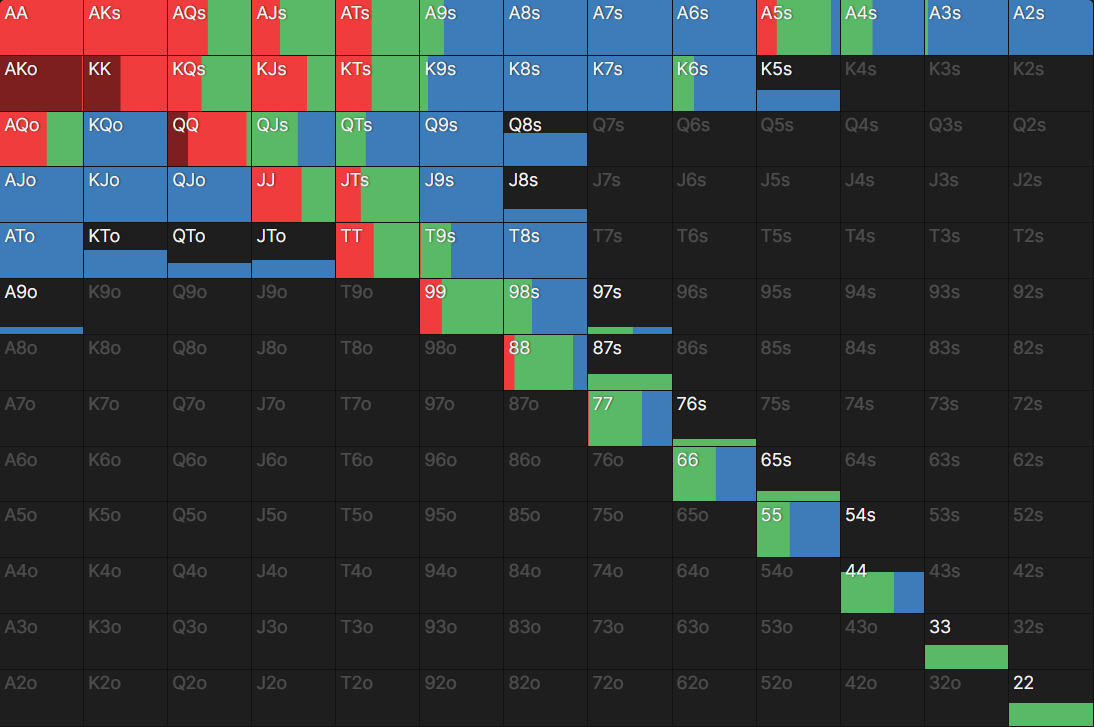 AA AKs AQs AJs ATs A9s A8s A7s A6s A5s A4s A3s A2s
AKo KK KQs KJs KTs K9s K8s K7s K6s K5s K4s K3s K2s
AQo KQo QQ QJs QTs Q9s Q8s Q7s Q6s Q5s Q4s Q3s Q2s
AJo KJo QJo JJ JTs J9s J8s J7s J6s J5s J4s J3s J2s
ATo KTo QTo JTo TT T9s T8s T7s T6s T5s T4s T3s T2s
A9o K9o Q9o J9o T9o 99 98s 97s 96s 95s 94s 93s 92s
A8o K8o Q8o J8o T8o 98o 88 87s 86s 85s 84s 83s 82s
A7o K7o Q7o J7o T7o 97o 87o 77 76s 75s 74s 73s 72s
A6o K6o Q6o J6o T6o 96o 86o 76o 66 65s 64s 63s 62s
A5o K5o Q5o J5o T5o 95o 85o 75o 65o 55 54s 53s 52s
A4o K4o Q4o J4o T4o 94o 84o 74o 64o 54o 44 43s 42s
A3o K3o Q3o J3o T3o 93o 83o 73o 63o 53o 43o 33 32s
A2o K2o Q2o J2o T2o 92o 82o 72o 62o 52o 42o 32o 22